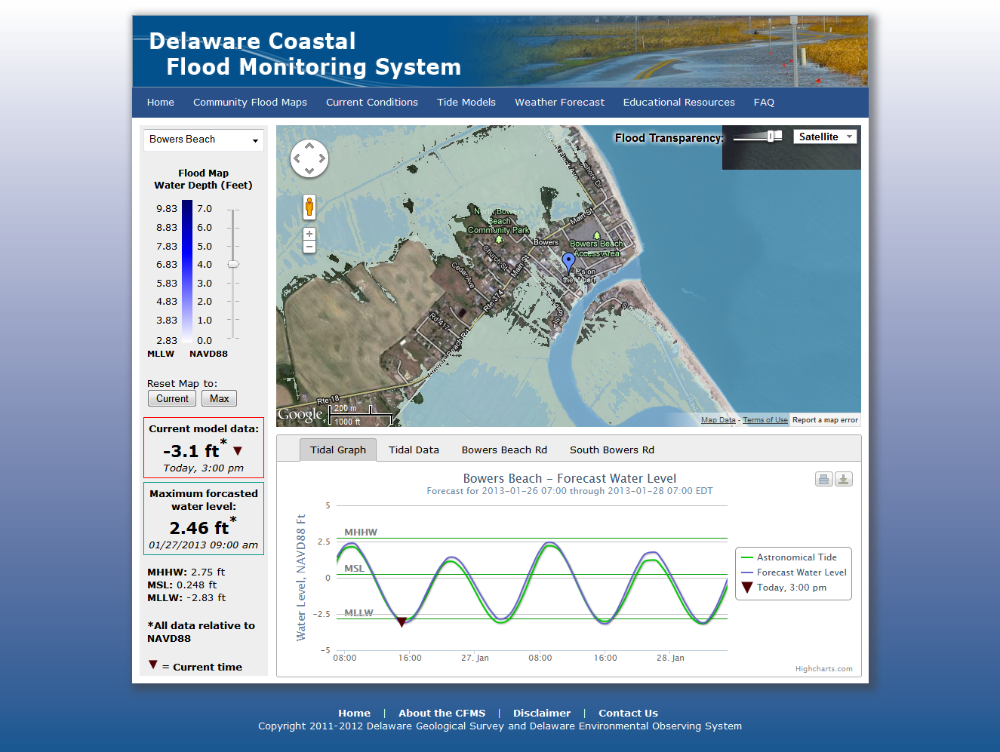 Delaware Coastal
Flood Monitoring System
Home Community Flood Maps Current Conditions Tide Models Weather Forecast Educational Resources FAQ
Bowers Beach
Flood Map
Water Depth (Feet)
9.83 7.0
8.83 6.0
7.83 5.0
6.83 4.0
5.83 3.0
4.83 2.0
3.83 1.0
2.83 0.0
MLLW NAVD88
Reset Map to:
Current Max
Current model data:
-3.1 ft*
Today, 3:00 pm
Maximum forcasted
water level:
2.46 ft*
01/27/2013 09:00 am
MHHW: 2.75 ft
MSL: 0.248 ft
MLLW: -2.83 ft
*All data relative to
NAVD88
= Current time
Flood Transparency: Satellite
Main St
North Bowers
Beach
Community Park
Bowers
Bowers Beach
Access Area
JP's on
the Wharf
Church St
Main St
Cedar Ave
Rte 374
Rd 417
Bowers Beach Rd
Rte 18
Google
200 m
1000 ft
Map Data - Terms of Use Report a map error
Tidal Graph Tidal Data Bowers Beach Rd South Bowers Rd
Bowers Beach - Forecast Water Level
Forecast for 2013-01-26 07:00 through 2013-01-28 07:00 EDT
Water Level, NAVD88 Ft
5
MHHW
2.5
MSL
0
MLLW
-2.5
-5
08:00 16:00 27. Jan 08:00 16:00 28. Jan
Astronomical Tide
Forecast Water Level
Today, 3:00 pm
Highcharts.com
Home | About the CFMS | Disclaimer | Contact Us
Copyright 2011-2012 Delaware Geological Survey and Delaware Environmental Observing System